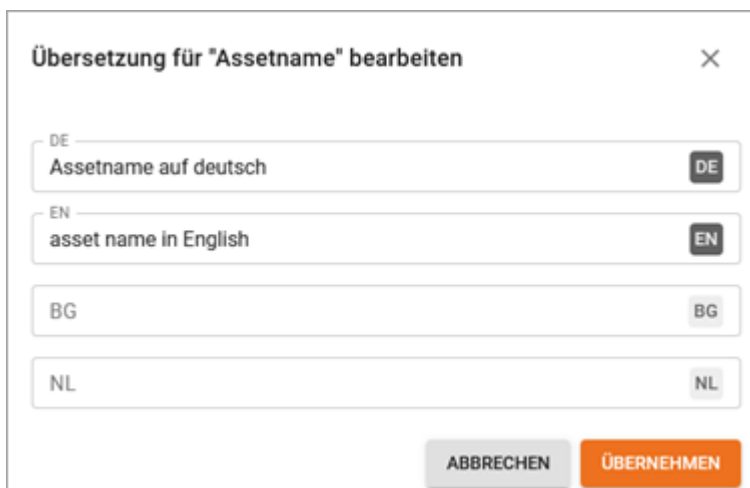 Übersetzung für "Assetname" bearbeiten
DE
Assetname auf deutsch DE
EN
asset name in English EN
BG BG
NL NL
ABBRECHEN ÜBERNEHMEN